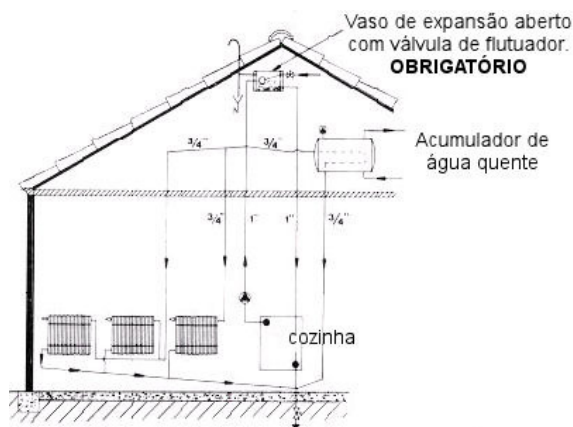 Vaso de expansão aberto
com válvula de flutuador.
OBRIGATÓRIO
Acumulador de
água quente
3/4"
3/4"
3/4"
1"
1"
3/4"
cozinha